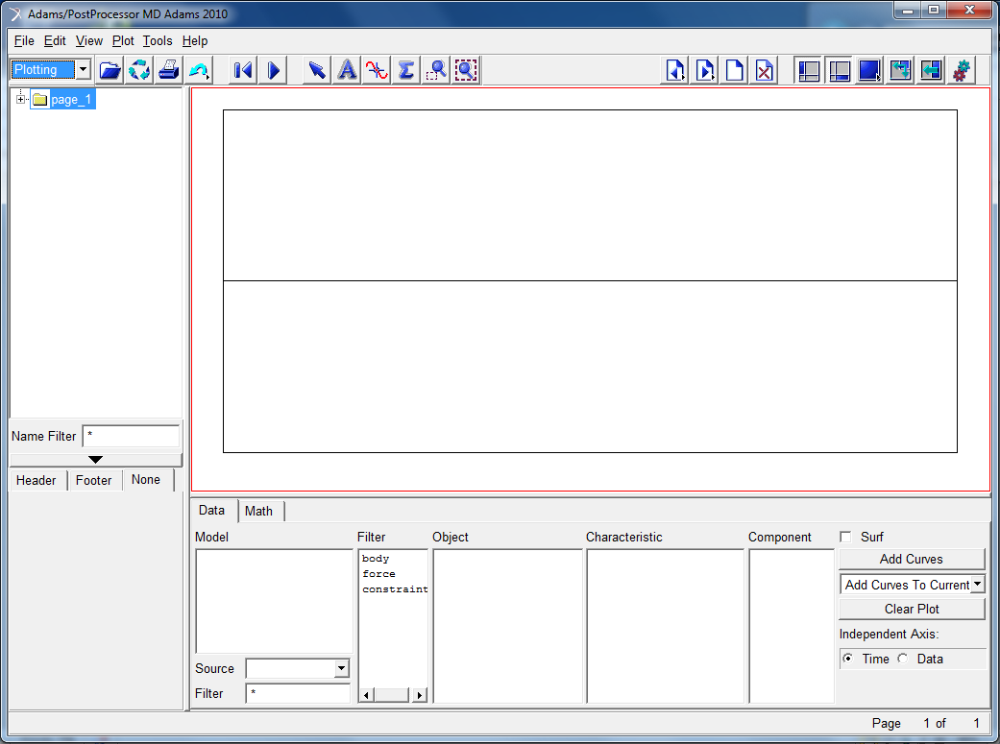 Adams/PostProcessor MD Adams 2010
File Edit View Plot Tools Help
Plotting
page_1
Name Filter *
Header Footer None
Data Math
Model Filter Object Characteristic Component Surf
body
force
constraint
Add Curves
Add Curves To Current
Clear Plot
Independent Axis:
Time Data
Source
Filter *
Page 1 of 1